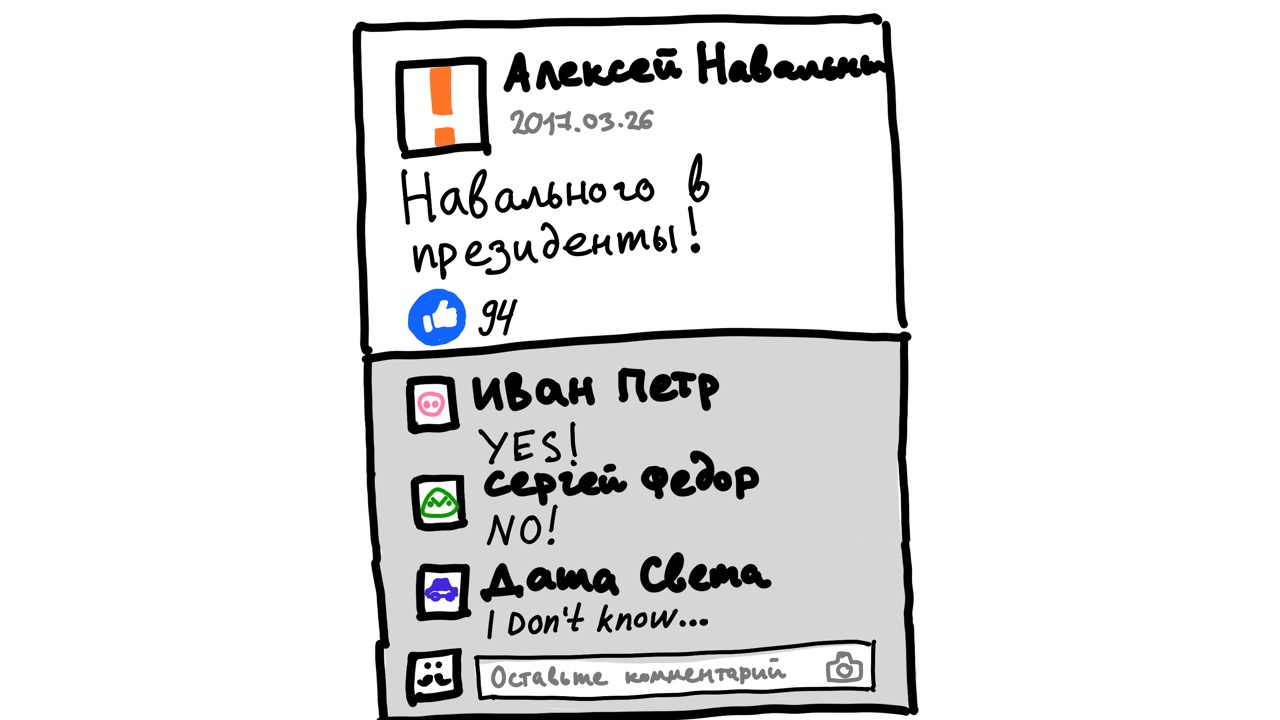 Алексей Навальны
2017.03.26
Навального в
президенты!
94
Иван Петр
YES!
Сергей Федор
NO!
Даша Света
I Don't know...
Оставьте комментарий